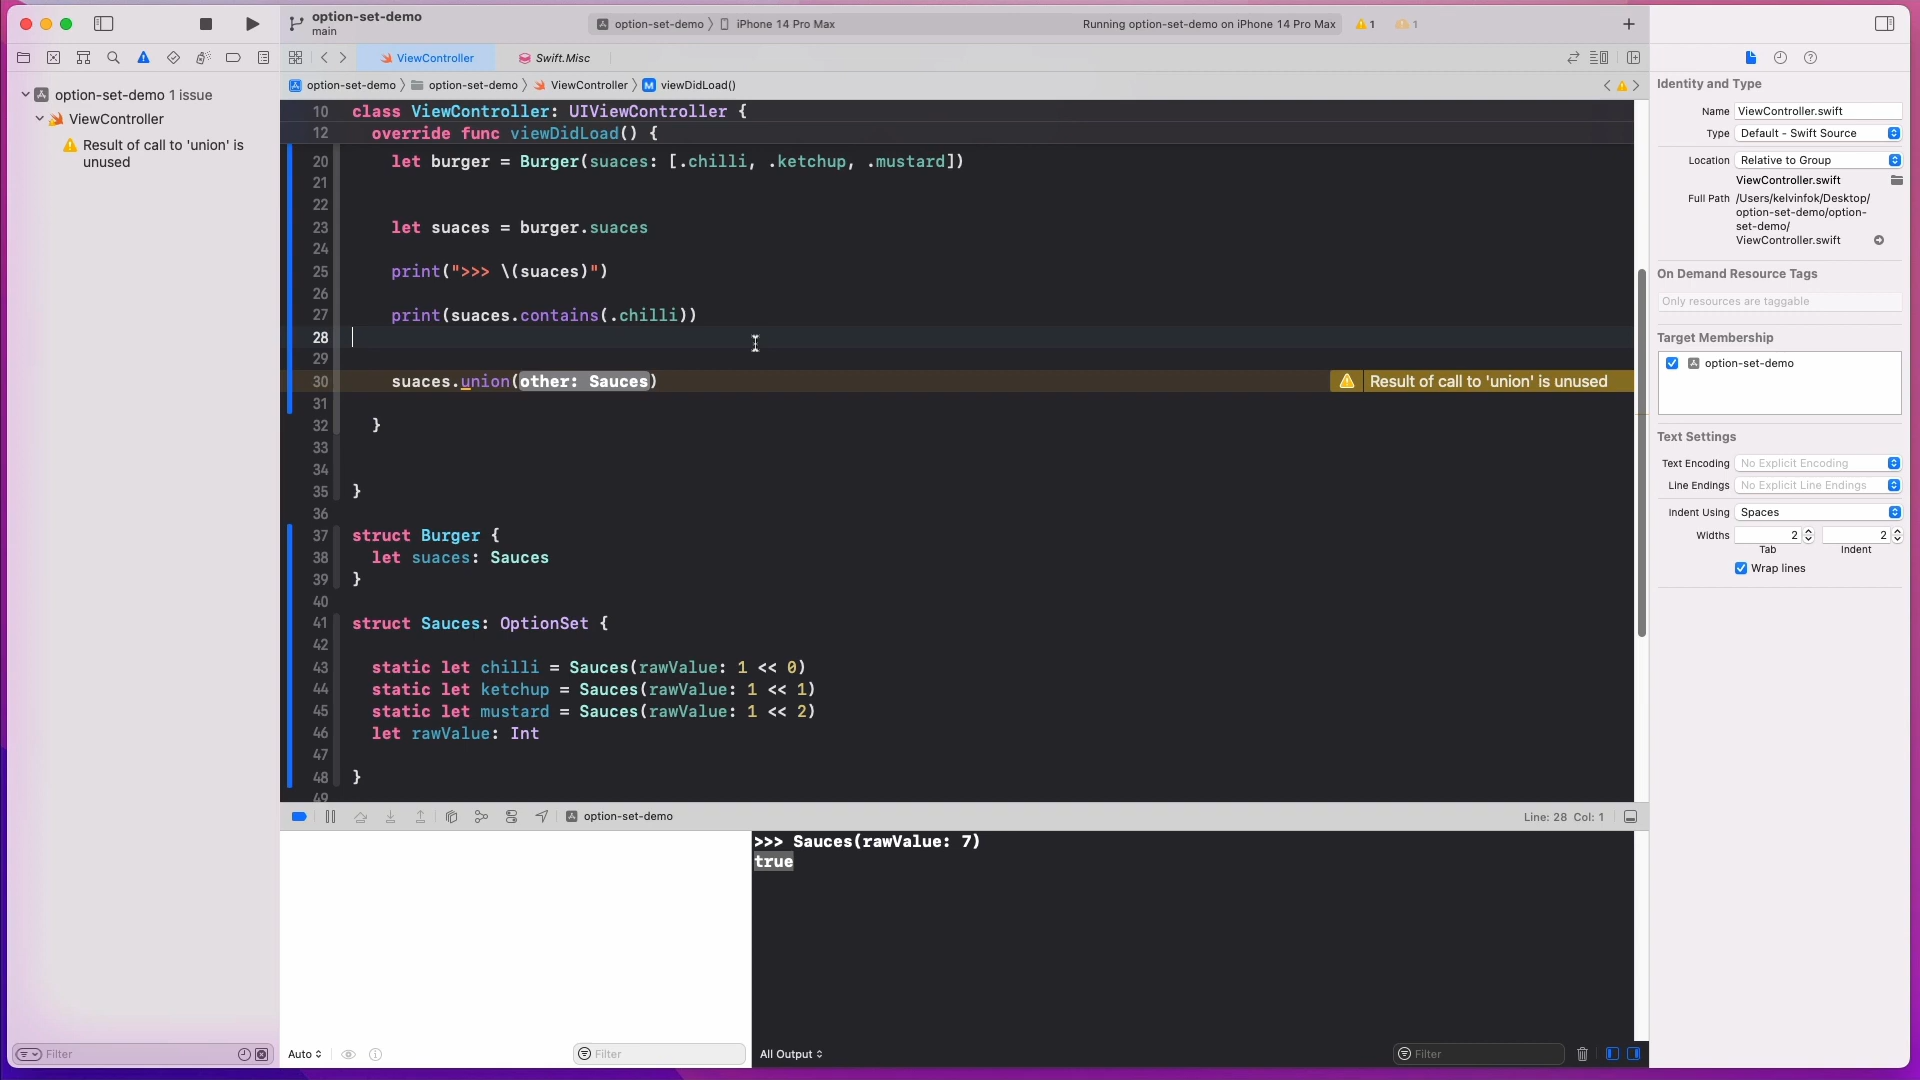 option-set-demo
main
option-set-demo
iPhone 14 Pro Max
Running option-set-demo on iPhone 14 Pro Max
1
1
ViewController
Swift.Misc
option-set-demo
option-set-demo
ViewController
M
viewDidLoad()
option-set-demo 1 issue
ViewController
Result of call to 'union' is
unused
10 class ViewController: UIViewController {
12 override func viewDidLoad() {
20 let burger = Burger(suaces: [.chilli, .ketchup, .mustard])
21
22
23 let suaces = burger.suaces
24
25 print(">>> \(suaces)")
26
27 print(suaces.contains(.chilli))
28
29
30 suaces.union(other: Sauces)
Result of call to 'union' is unused
31
32 }
33
34
35 }
36
37 struct Burger {
38 let suaces: Sauces
39 }
40
41 struct Sauces: OptionSet {
42
43 static let chilli = Sauces(rawValue: 1 << 0)
44 static let ketchup = Sauces(rawValue: 1 << 1)
45 static let mustard = Sauces(rawValue: 1 << 2)
46 let rawValue: Int
47
48 }
49
option-set-demo
Line: 28 Col: 1
>>> Sauces(rawValue: 7)
true
Filter
Auto
Filter
All Output
Filter
Identity and Type
Name ViewController.swift
Type Default - Swift Source
Location Relative to Group
ViewController.swift
Full Path /Users/kelvinfok/Desktop/
option-set-demo/option-
set-demo/
ViewController.swift
On Demand Resource Tags
Only resources are taggable
Target Membership
option-set-demo
Text Settings
Text Encoding No Explicit Encoding
Line Endings No Explicit Line Endings
Indent Using Spaces
Widths 2 2
Tab Indent
Wrap lines